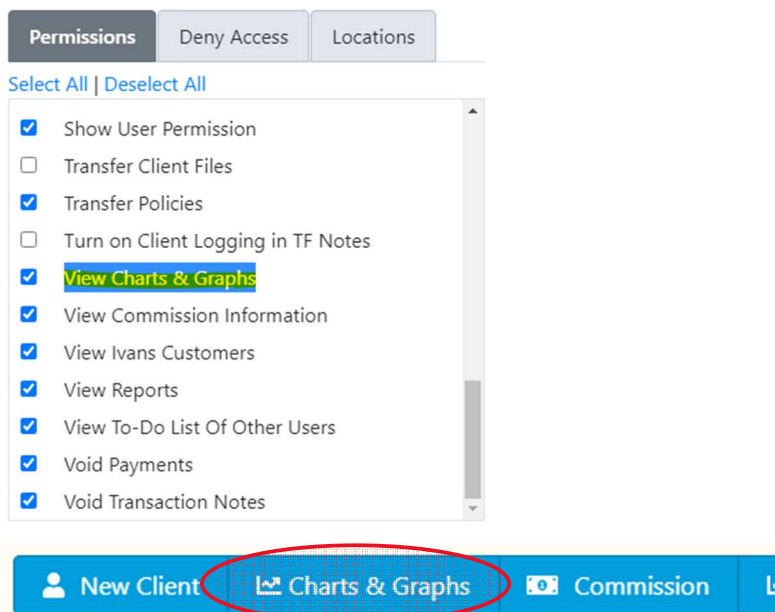 Permissions Deny Access Locations
Select All | Deselect All
Show User Permission
Transfer Client Files
Transfer Policies
Turn on Client Logging in TF Notes
View Charts & Graphs
View Commission Information
View Ivans Customers
View Reports
View To-Do List Of Other Users
Void Payments
Void Transaction Notes
New Client Charts & Graphs Commission